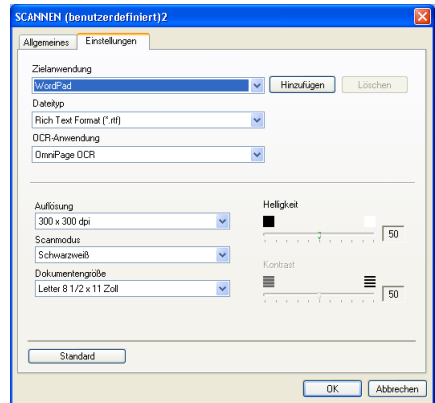 SCANNEN (benutzerdefiniert)2
Allgemeines Einstellungen
Zielanwendung
WordPad Hinzufügen Löschen
Dateityp
Rich Text Format (*.rtf)
OCR-Anwendung
OmniPage OCR
Auflösung Helligkeit
300 x 300 dpi
50
Scanmodus
Schwarzweiß
Kontrast
Dokumentengröße
Letter 8 1/2 x 11 Zoll
50
Standard
OK Abbrechen